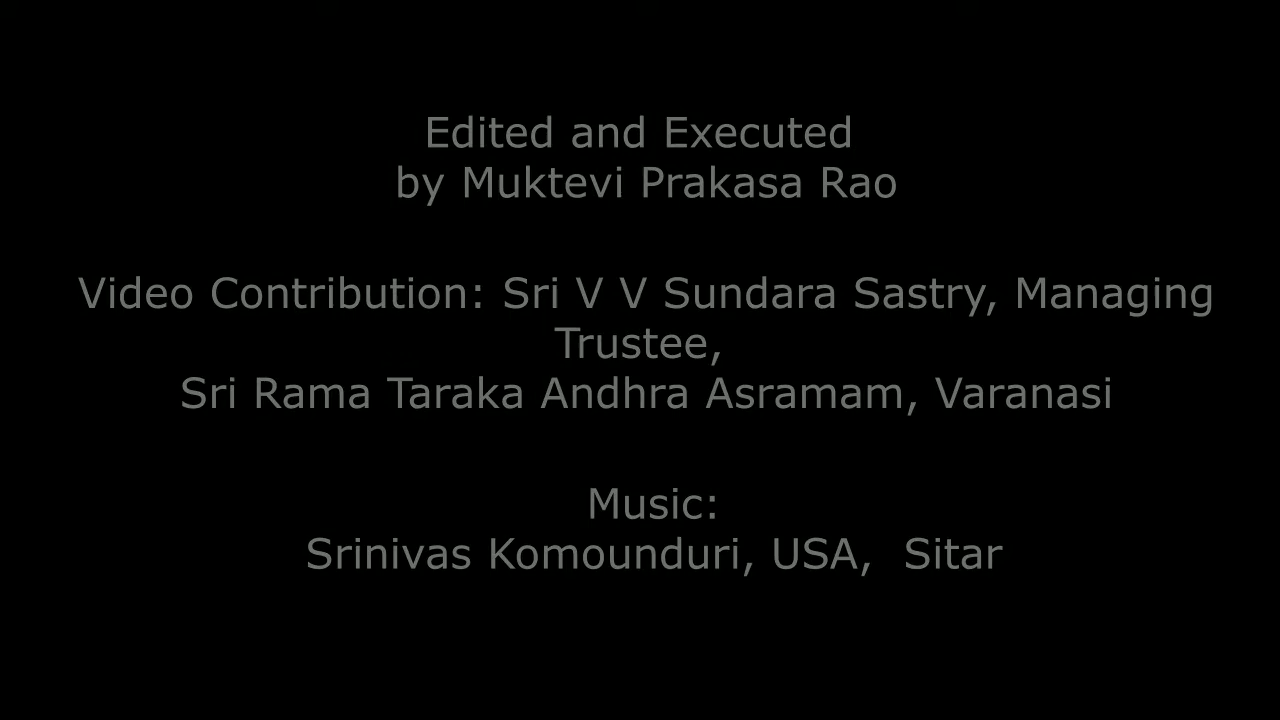 Edited and Executed
by Muktevi Prakasa Rao
Video Contribution: Sri V V Sundara Sastry, Managing
Trustee,
Sri Rama Taraka Andhra Asramam, Varanasi
Music:
Srinivas Komounduri, USA, Sitar